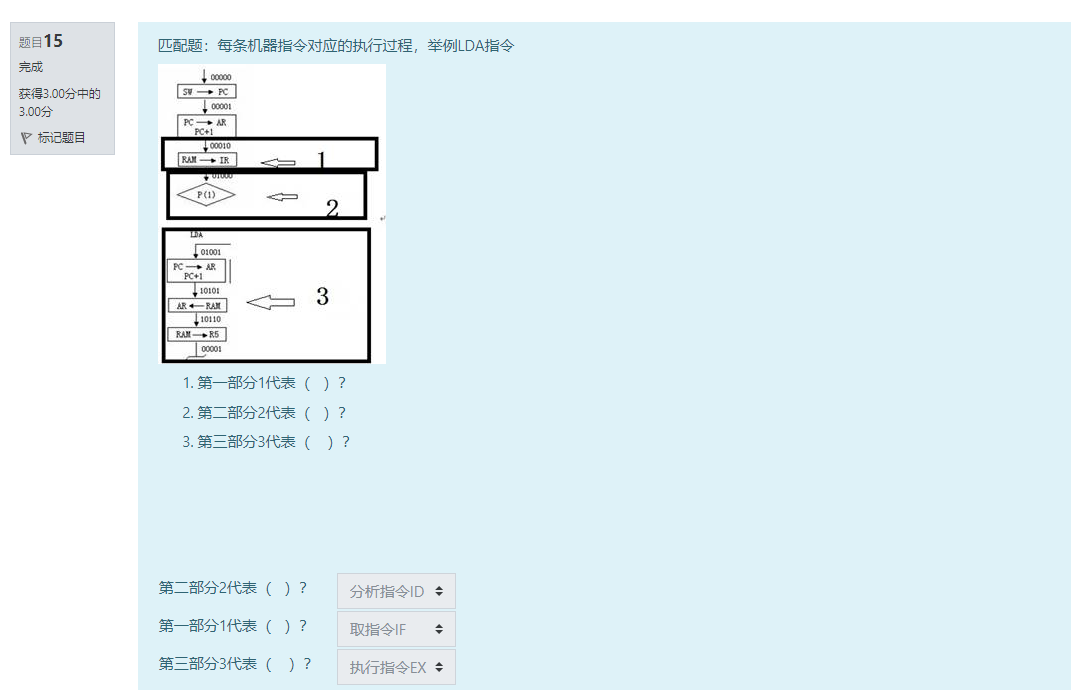 题目15
完成
获得3.00分中的
3.00分
标记题目
匹配题：每条机器指令对应的执行过程，举例LDA指令
00000
SW → PC
00001
PC → AR
PC+1
00010
RAM → IR
1
01000
P(1)
2
LDA
01001
PC → AR
PC+1
10101
AR ← RAM
3
10110
RAM → R5
00001
1. 第一部分1代表（ ）？
2. 第二部分2代表（ ）？
3. 第三部分3代表（ ）？
第二部分2代表（ ）？ 分析指令ID
第一部分1代表（ ）？ 取指令IF
第三部分3代表（ ）？ 执行指令EX